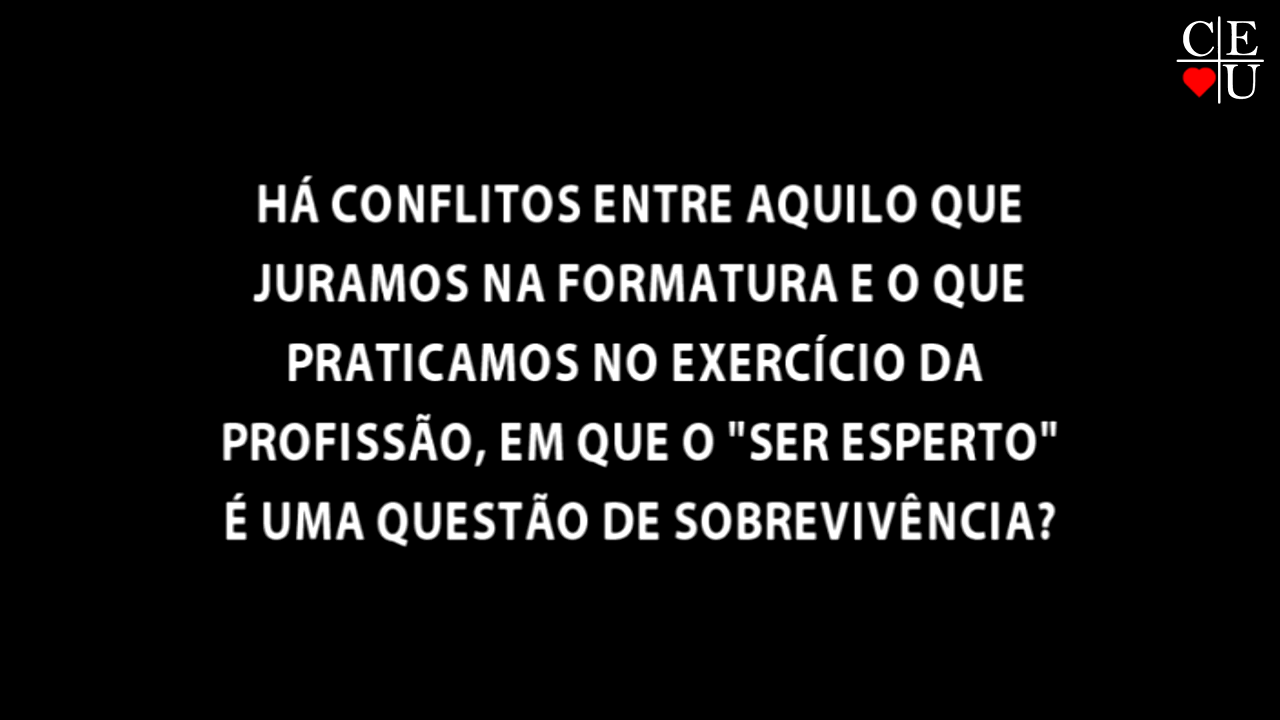 CE
U
HÁ CONFLITOS ENTRE AQUILO QUE
JURAMOS NA FORMATURA E O QUE
PRATICAMOS NO EXERCÍCIO DA
PROFISSÃO, EM QUE O "SER ESPERTO"
É UMA QUESTÃO DE SOBREVIVÊNCIA?